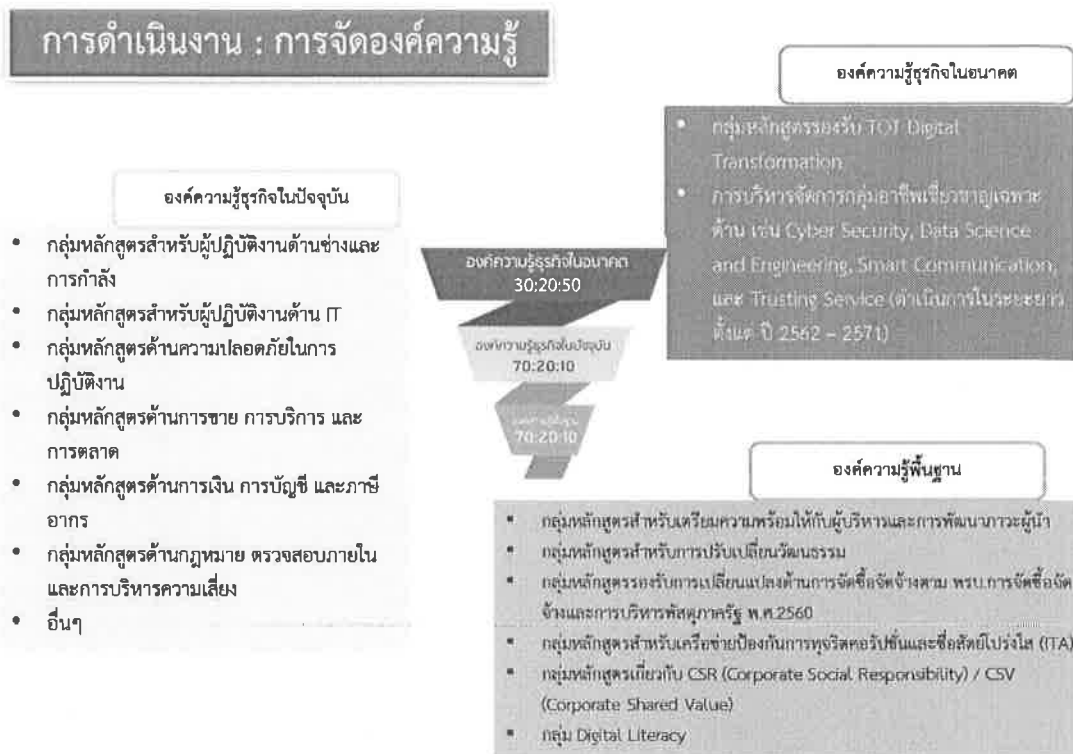 การดำเนินงาน : การจัดองค์ความรู้
องค์ความรู้ธุรกิจในอนาคต
• กลุ่มหลักสูตรรองรับ TOT Digital
Transformation
• การบริหารจัดการกลุ่มอาชีพเชี่ยวชาญเฉพาะ
ด้าน เช่น Cyber Security, Data Science
and Engineering, Smart Communication,
และ Trusting Service (ดำเนินการในระยะยาว
ตั้งแต่ ปี 2562 – 2571)
องค์ความรู้ธุรกิจในปัจจุบัน
• กลุ่มหลักสูตรสำหรับผู้ปฏิบัติงานด้านช่างและ
การกำลัง
• กลุ่มหลักสูตรสำหรับผู้ปฏิบัติงานด้าน IT
• กลุ่มหลักสูตรด้านความปลอดภัยในการ
ปฏิบัติงาน
• กลุ่มหลักสูตรด้านการขาย การบริการ และ
การตลาด
• กลุ่มหลักสูตรด้านการเงิน การบัญชี และภาษี
อากร
• กลุ่มหลักสูตรด้านกฎหมาย ตรวจสอบภายใน
และการบริหารความเสี่ยง
• อื่นๆ
องค์ความรู้ธุรกิจในอนาคต
30:20:50
องค์ความรู้ธุรกิจในปัจจุบัน
70:20:10
70:20:10
องค์ความรู้พื้นฐาน
▪ กลุ่มหลักสูตรสำหรับเตรียมความพร้อมให้กับผู้บริหารและการพัฒนาภาวะผู้นำ
▪ กลุ่มหลักสูตรสำหรับการปรับเปลี่ยนวัฒนธรรม
▪ กลุ่มหลักสูตรรองรับการเปลี่ยนแปลงด้านการจัดซื้อจัดจ้างตาม พรบ.การจัดซื้อจัด
จ้างและการบริหารพัสดุภาครัฐ พ.ศ.2560
▪ กลุ่มหลักสูตรสำหรับเครือข่ายป้องกันการทุจริตคอรัปชั่นและซื่อสัตย์โปร่งใส (ITA)
▪ กลุ่มหลักสูตรเกี่ยวกับ CSR (Corporate Social Responsibility) / CSV
(Corporate Shared Value)
▪ กลุ่ม Digital Literacy